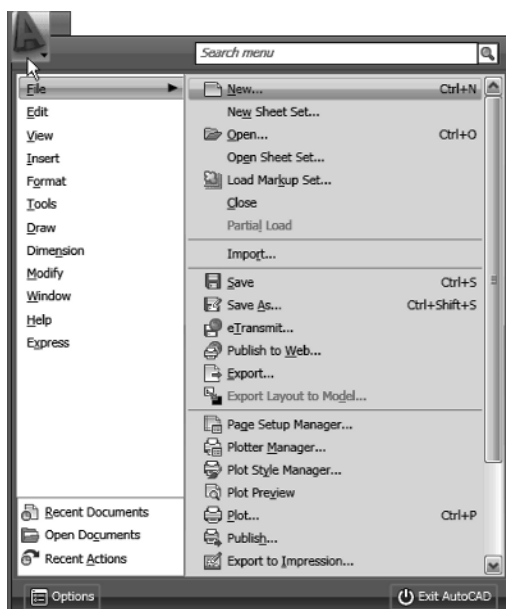 A
Search menu
File
Edit
View
Insert
Format
Tools
Draw
Dimension
Modify
Window
Help
Express
Recent Documents
Open Documents
Recent Actions
New... Ctrl+N
New Sheet Set...
Open... Ctrl+O
Open Sheet Set...
Load Markup Set...
Close
Partial Load
Import...
Save Ctrl+S
Save As... Ctrl+Shift+S
eTransmit...
Publish to Web...
Export...
Export Layout to Model...
Page Setup Manager...
Plotter Manager...
Plot Style Manager...
Plot Preview
Plot... Ctrl+P
Publish...
Export to Impression...
Options
Exit AutoCAD